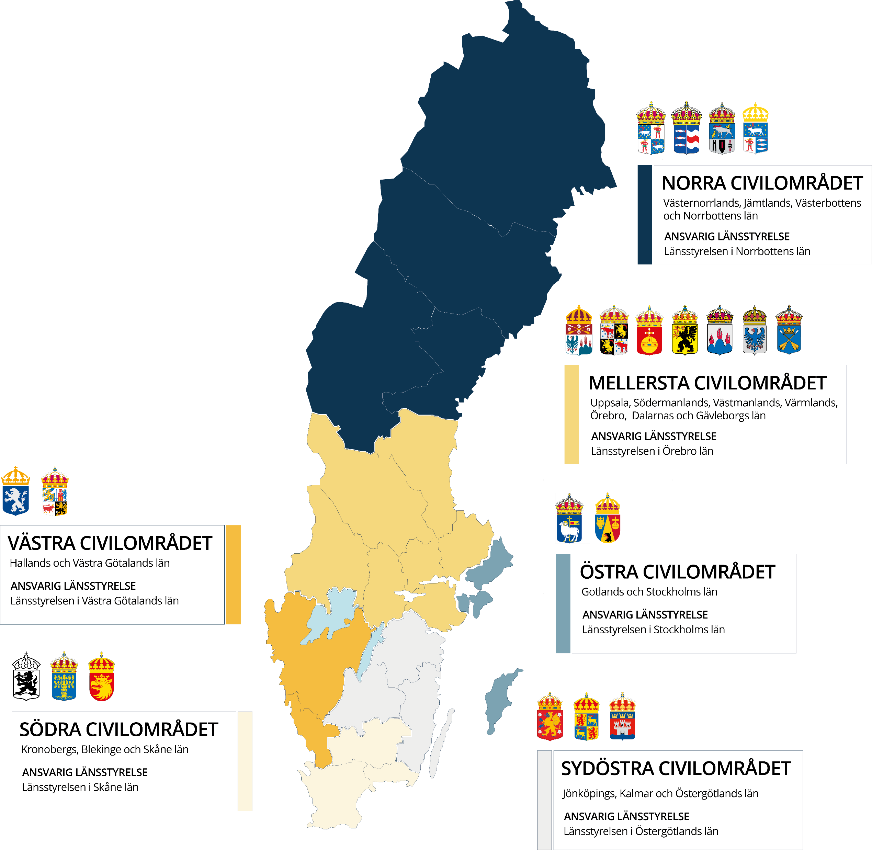 NORRA CIVILOMRÅDET
Västernorrlands, Jämtlands, Västerbottens
och Norrbottens län
ANSVARIG LÄNSSTYRELSE
Länsstyrelsen i Norrbottens län
MELLERSTA CIVILOMRÅDET
Uppsala, Södermanlands, Västmanlands, Värmlands,
Örebro, Dalarnas och Gävleborgs län
ANSVARIG LÄNSSTYRELSE
Länsstyrelsen i Örebro län
VÄSTRA CIVILOMRÅDET
Hallands och Västra Götalands län
ANSVARIG LÄNSSTYRELSE
Länsstyrelsen i Västra Götalands län
ÖSTRA CIVILOMRÅDET
Gotlands och Stockholms län
ANSVARIG LÄNSSTYRELSE
Länsstyrelsen i Stockholms län
SÖDRA CIVILOMRÅDET
Kronobergs, Blekinge och Skåne län
ANSVARIG LÄNSSTYRELSE
Länsstyrelsen i Skåne län
SYDÖSTRA CIVILOMRÅDET
Jönköpings, Kalmar och Östergötlands län
ANSVARIG LÄNSSTYRELSE
Länsstyrelsen i Östergötlands län